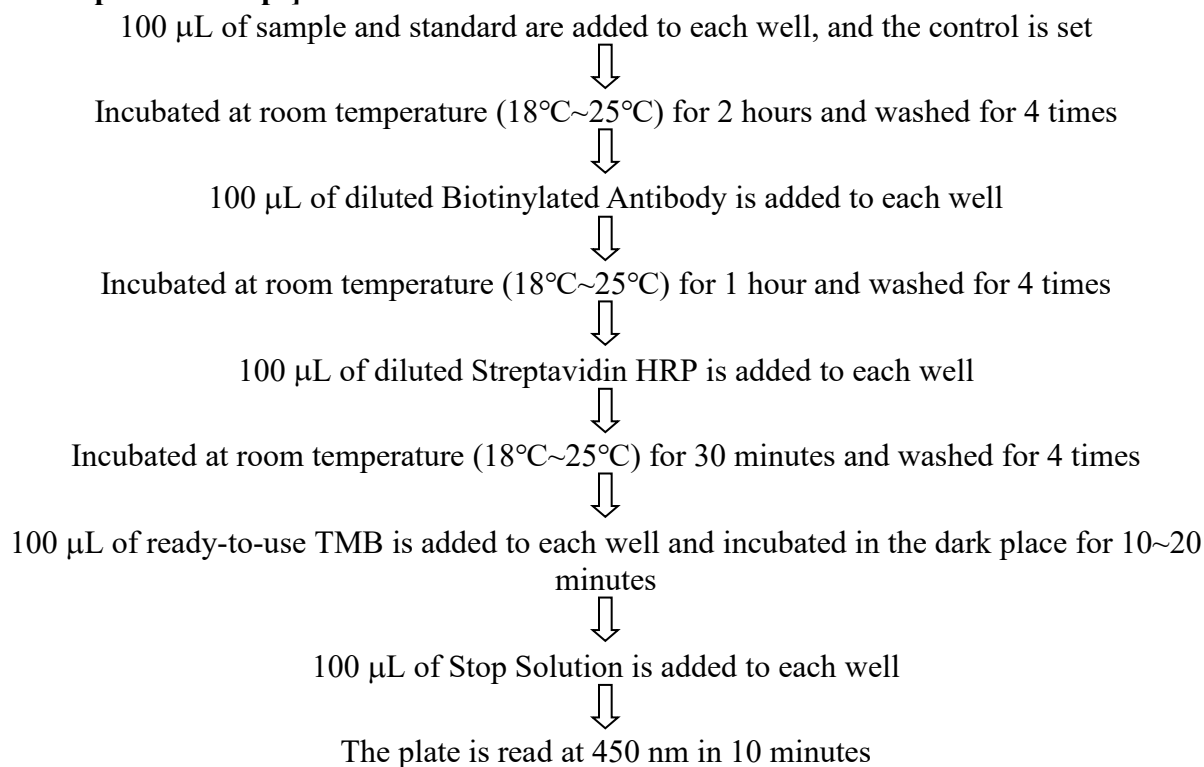 100 μL of sample and standard are added to each well, and the control is set
Incubated at room temperature (18℃~25℃) for 2 hours and washed for 4 times
100 μL of diluted Biotinylated Antibody is added to each well
Incubated at room temperature (18℃~25℃) for 1 hour and washed for 4 times
100 μL of diluted Streptavidin HRP is added to each well
Incubated at room temperature (18℃~25℃) for 30 minutes and washed for 4 times
100 μL of ready-to-use TMB is added to each well and incubated in the dark place for 10~20
minutes
100 μL of Stop Solution is added to each well
The plate is read at 450 nm in 10 minutes